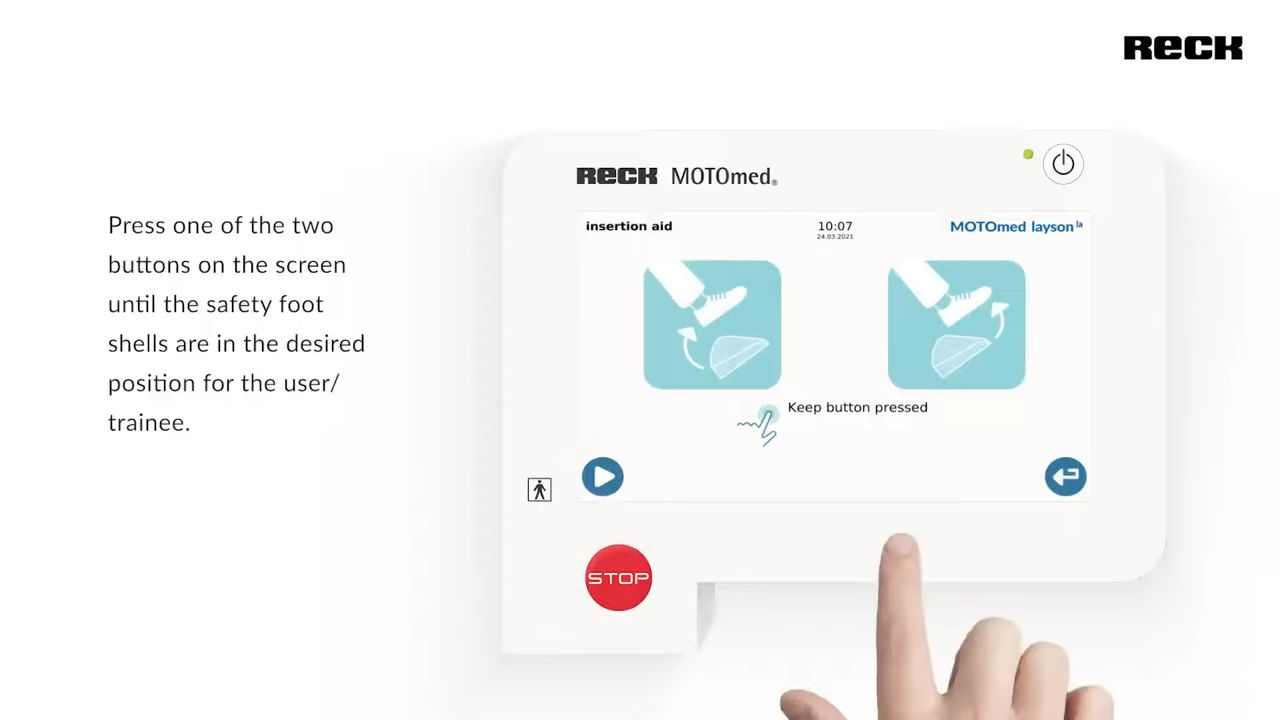 RECK
Press one of the two
buttons on the screen
until the safety foot
shells are in the desired
position for the user/
trainee.
RECK MOTOmed®
insertion aid
10:07
24.03.2021
MOTOmed layson la
Keep button pressed
STOP